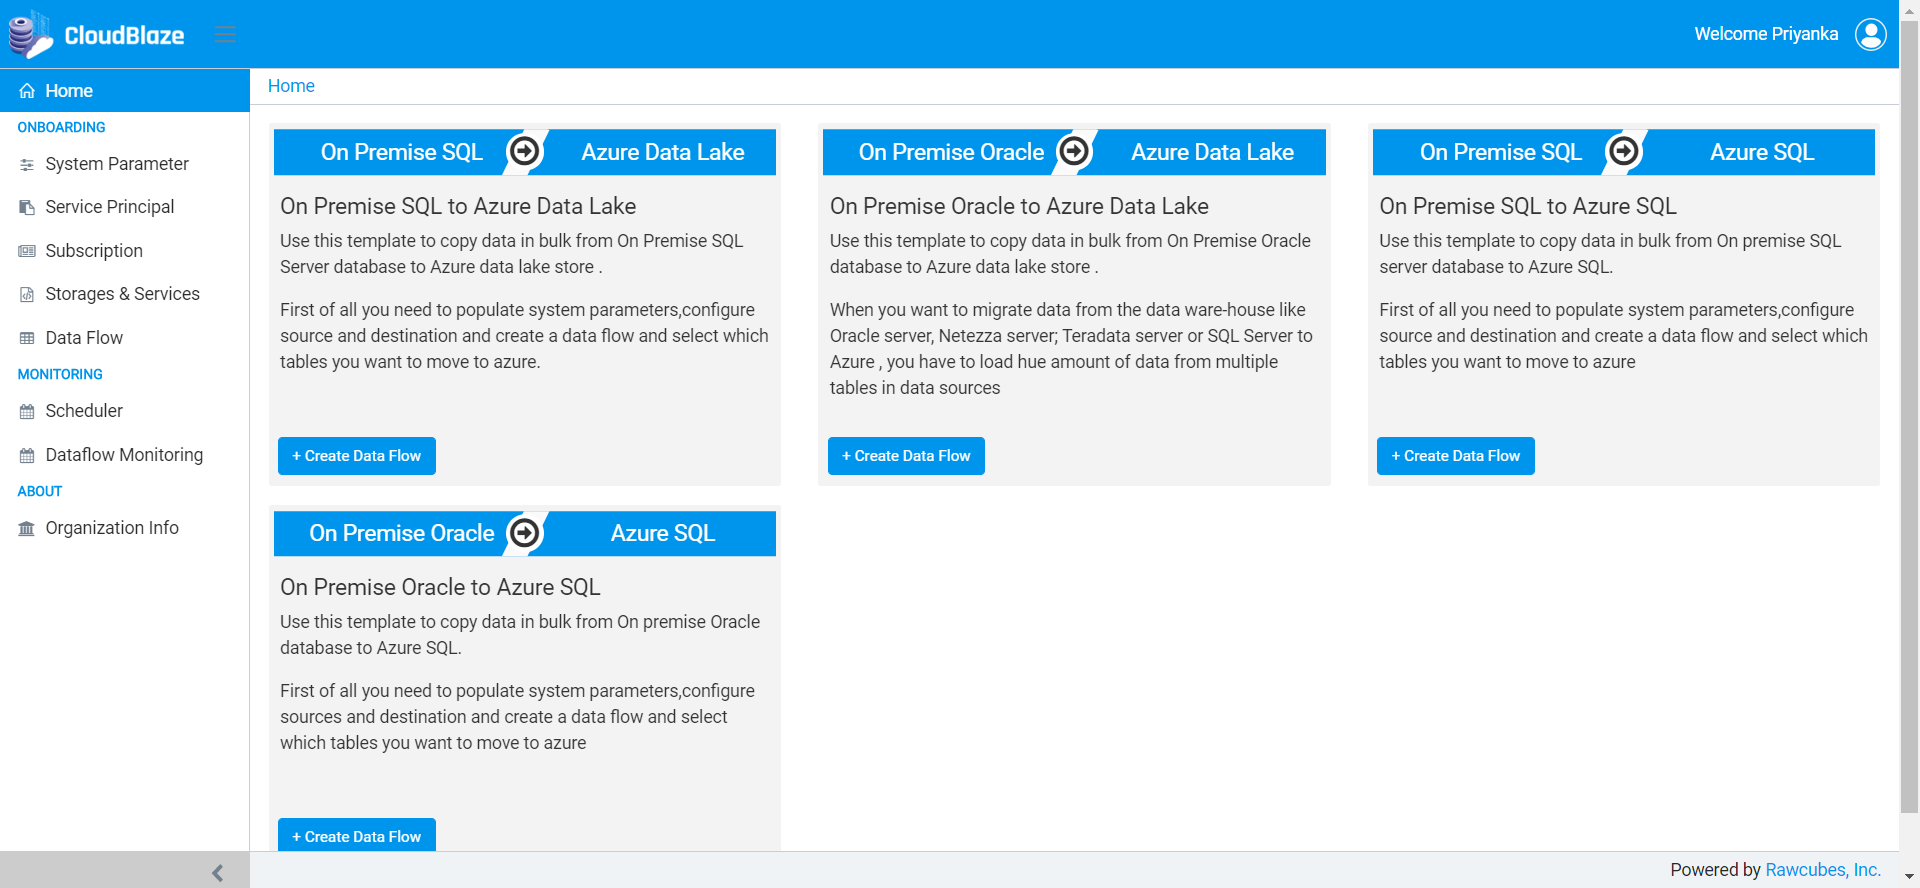 CloudBlaze
Welcome Priyanka
Home
ONBOARDING
System Parameter
Service Principal
Subscription
Storages & Services
Data Flow
MONITORING
Scheduler
Dataflow Monitoring
ABOUT
Organization Info
Home
On Premise SQL Azure Data Lake
On Premise SQL to Azure Data Lake
Use this template to copy data in bulk from On Premise SQL
Server database to Azure data lake store .
First of all you need to populate system parameters,configure
source and destination and create a data flow and select which
tables you want to move to azure.
+ Create Data Flow
On Premise Oracle Azure Data Lake
On Premise Oracle to Azure Data Lake
Use this template to copy data in bulk from On Premise Oracle
database to Azure data lake store .
When you want to migrate data from the data ware-house like
Oracle server, Netezza server; Teradata server or SQL Server to
Azure , you have to load hue amount of data from multiple
tables in data sources
+ Create Data Flow
On Premise SQL Azure SQL
On Premise SQL to Azure SQL
Use this template to copy data in bulk from On premise SQL
server database to Azure SQL.
First of all you need to populate system parameters,configure
source and destination and create a data flow and select which
tables you want to move to azure
+ Create Data Flow
On Premise Oracle Azure SQL
On Premise Oracle to Azure SQL
Use this template to copy data in bulk from On premise Oracle
database to Azure SQL.
First of all you need to populate system parameters,configure
sources and destination and create a data flow and select
which tables you want to move to azure
+ Create Data Flow
Powered by Rawcubes, Inc.